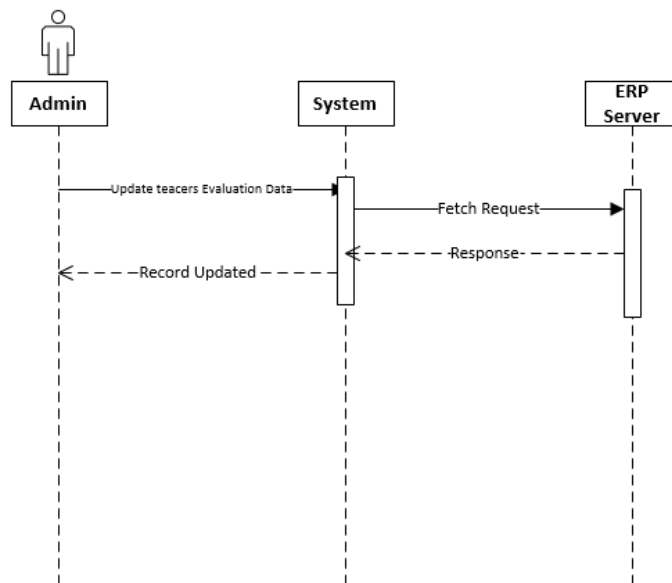 Admin
System
ERP
Server
Update teacers Evaluation Data
Fetch Request
Response
Record Updated